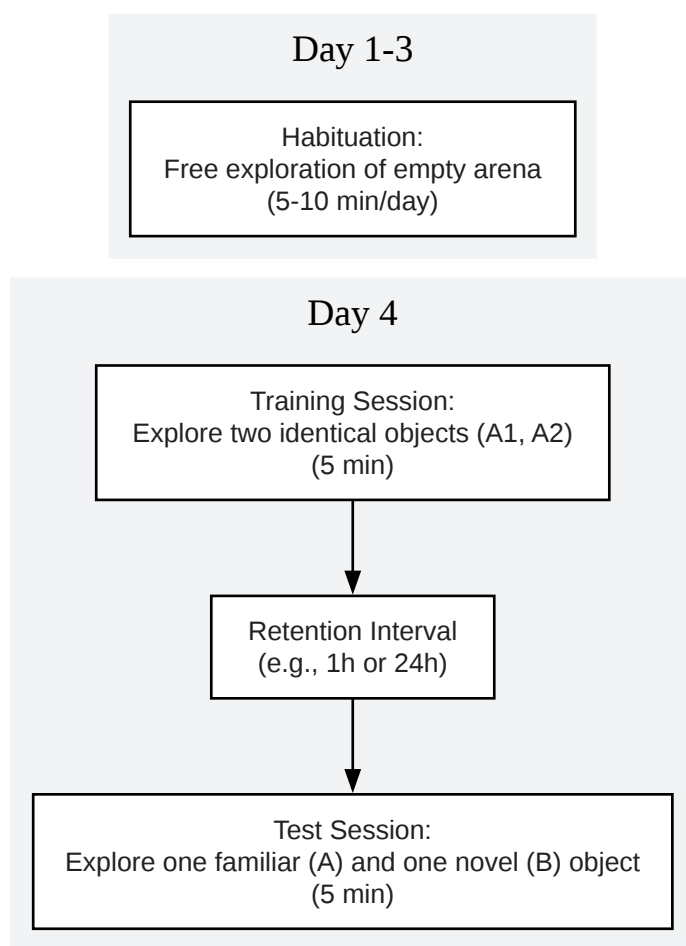 Day 1-3
Habituation:
Free exploration of empty arena
(5-10 min/day)
Day 4
Training Session:
Explore two identical objects (A1, A2)
(5 min)
Retention Interval
(e.g., 1h or 24h)
Test Session:
Explore one familiar (A) and one novel (B) object
(5 min)